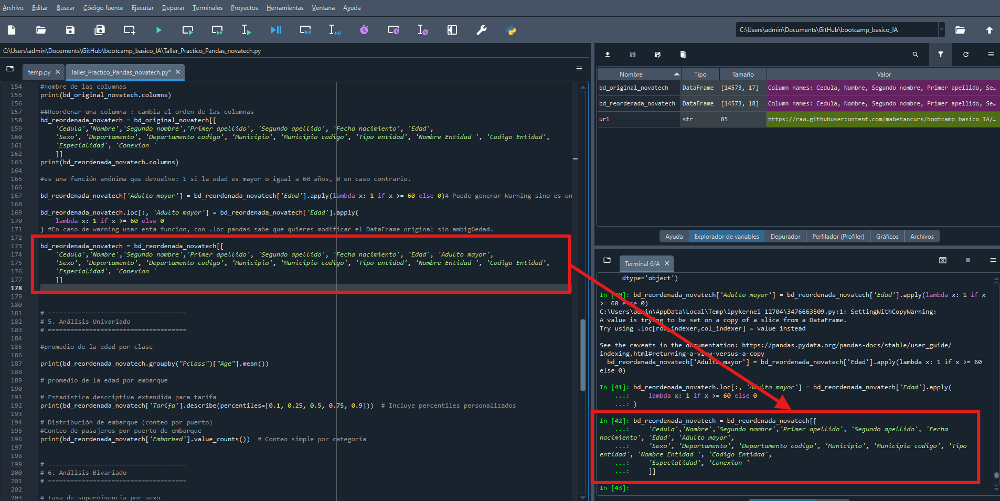 Archivo Editar Buscar Código fuente Ejecutar Depurar Terminales Proyectos Herramientas Ventana Ayuda
C:\Users\admin\Documents\GitHub\bootcamp_basico_IA
C:\Users\admin\Documents\GitHub\bootcamp_basico_IA\Taller_Practico_Pandas_novatech.py
temp.py
Taller_Practico_Pandas_novatech.py*
154 #nombre de las columnas
155 print(bd_original_novatech.columns)
156
157 ##Reordenar una columna : cambia el orden de las columnas
158 bd_reordenada_novatech = bd_original_novatech[[
159 'Cedula','Nombre','Segundo nombre','Primer apellido', 'Segundo apellido', 'Fecha nacimiento', 'Edad',
160 'Sexo', 'Departamento', 'Departamento codigo', 'Municipio', 'Municipio codigo', 'Tipo entidad', 'Nombre Entidad ', 'Codigo Entidad',
161 'Especialidad', 'Conexion '
162 ]]
163 print(bd_reordenada_novatech.columns)
164
165 #es una función anónima que devuelve: 1 si la edad es mayor o igual a 60 años, 0 en caso contrario.
166
167 bd_reordenada_novatech['Adulto mayor'] = bd_reordenada_novatech['Edad'].apply(lambda x: 1 if x >= 60 else 0)# Puede generar Warning sino es un
168
169 bd_reordenada_novatech.loc[:, 'Adulto mayor'] = bd_reordenada_novatech['Edad'].apply(
170 lambda x: 1 if x >= 60 else 0
171 ) #En caso de warning usar esta funcion, con .loc pandas sabe que quieres modificar el DataFrame original sin ambigüedad.
172
173 bd_reordenada_novatech = bd_reordenada_novatech[[
174 'Cedula','Nombre','Segundo nombre','Primer apellido', 'Segundo apellido', 'Fecha nacimiento', 'Edad', 'Adulto mayor',
175 'Sexo', 'Departamento', 'Departamento codigo', 'Municipio', 'Municipio codigo', 'Tipo entidad', 'Nombre Entidad ', 'Codigo Entidad',
176 'Especialidad', 'Conexion '
177 ]]
178
179
180
181 # =====================================
182 # 5. Análisis Univariado
183 # =====================================
184
185 #promedio de la edad por clase
186
187 print(bd_reordenada_novatech.groupby("Pclass")["Age"].mean())
188
189 # promedio de la edad por embarque
190
191 # Estadística descriptiva extendida para tarifa
192 print(bd_reordenada_novatech['Tarifa'].describe(percentiles=[0.1, 0.25, 0.5, 0.75, 0.9])) # Incluye percentiles personalizados
193
194 # Distribución de embarque (conteo por puerto)
195 #Conteo de pasajeros por puerto de embarque
196 print(bd_reordenada_novatech['Embarked'].value_counts()) # Conteo simple por categoría
197
198
199 # =====================================
200 # 6. Análisis Bivariado
201 # =====================================
202
203 # tasa de supervivencia por sexo
Nombre Tipo Tamaño Valor
bd_original_novatech DataFrame [14573, 17] Column names: Cedula, Nombre, Segundo nombre, Primer apellido, Se…
bd_reordenada_novatech DataFrame [14573, 18] Column names: Cedula, Nombre, Segundo nombre, Primer apellido, Se…
url str 85 https://raw.githubusercontent.com/mabetancurs/bootcamp_basico_IA/…
Ayuda Explorador de variables Depurador Perfilador (Profiler) Gráficos Archivos
Terminal 6/A
dtype='object')
In [40]: bd_reordenada_novatech['Adulto mayor'] = bd_reordenada_novatech['Edad'].apply(lambda x: 1 if x
>= 60 else 0)
C:\Users\admin\AppData\Local\Temp\ipykernel_12704\3476663509.py:1: SettingWithCopyWarning:
A value is trying to be set on a copy of a slice from a DataFrame.
Try using .loc[row_indexer,col_indexer] = value instead
See the caveats in the documentation: https://pandas.pydata.org/pandas-docs/stable/user_guide/
indexing.html#returning-a-view-versus-a-copy
bd_reordenada_novatech['Adulto mayor'] = bd_reordenada_novatech['Edad'].apply(lambda x: 1 if x >= 60
else 0)
In [41]: bd_reordenada_novatech.loc[:, 'Adulto mayor'] = bd_reordenada_novatech['Edad'].apply(
...: lambda x: 1 if x >= 60 else 0
...: )
In [42]: bd_reordenada_novatech = bd_reordenada_novatech[[
...: 'Cedula','Nombre','Segundo nombre','Primer apellido', 'Segundo apellido', 'Fecha
nacimiento', 'Edad', 'Adulto mayor',
...: 'Sexo', 'Departamento', 'Departamento codigo', 'Municipio', 'Municipio codigo', 'Tipo
entidad', 'Nombre Entidad ', 'Codigo Entidad',
...: 'Especialidad', 'Conexion '
...: ]]
In [43]: